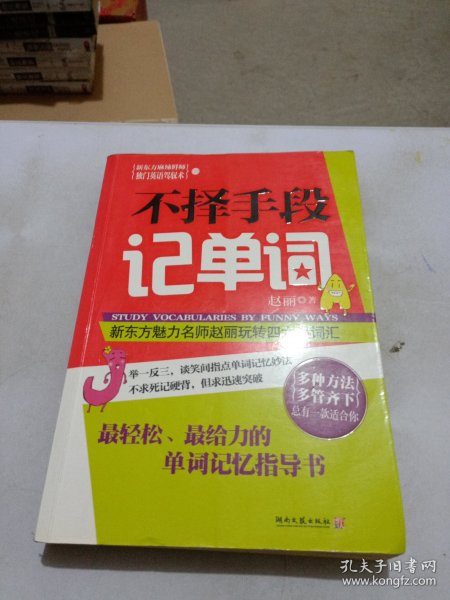 新东方麻辣鲜师
独门英语驾驭术
不择手段
记单词
赵丽 著
STUDY VOCABULARIES BY FUNNY WAYS
新东方魅力名师赵丽玩转四六级词汇
举一反三，谈笑间指点单词记忆妙法
不求死记硬背，但求迅速突破
多种方法
多管齐下
总有一款适合你
最轻松、最给力的
单词记忆指导书
湖南文艺出版社
孔夫子旧书网
www.kongfz.com